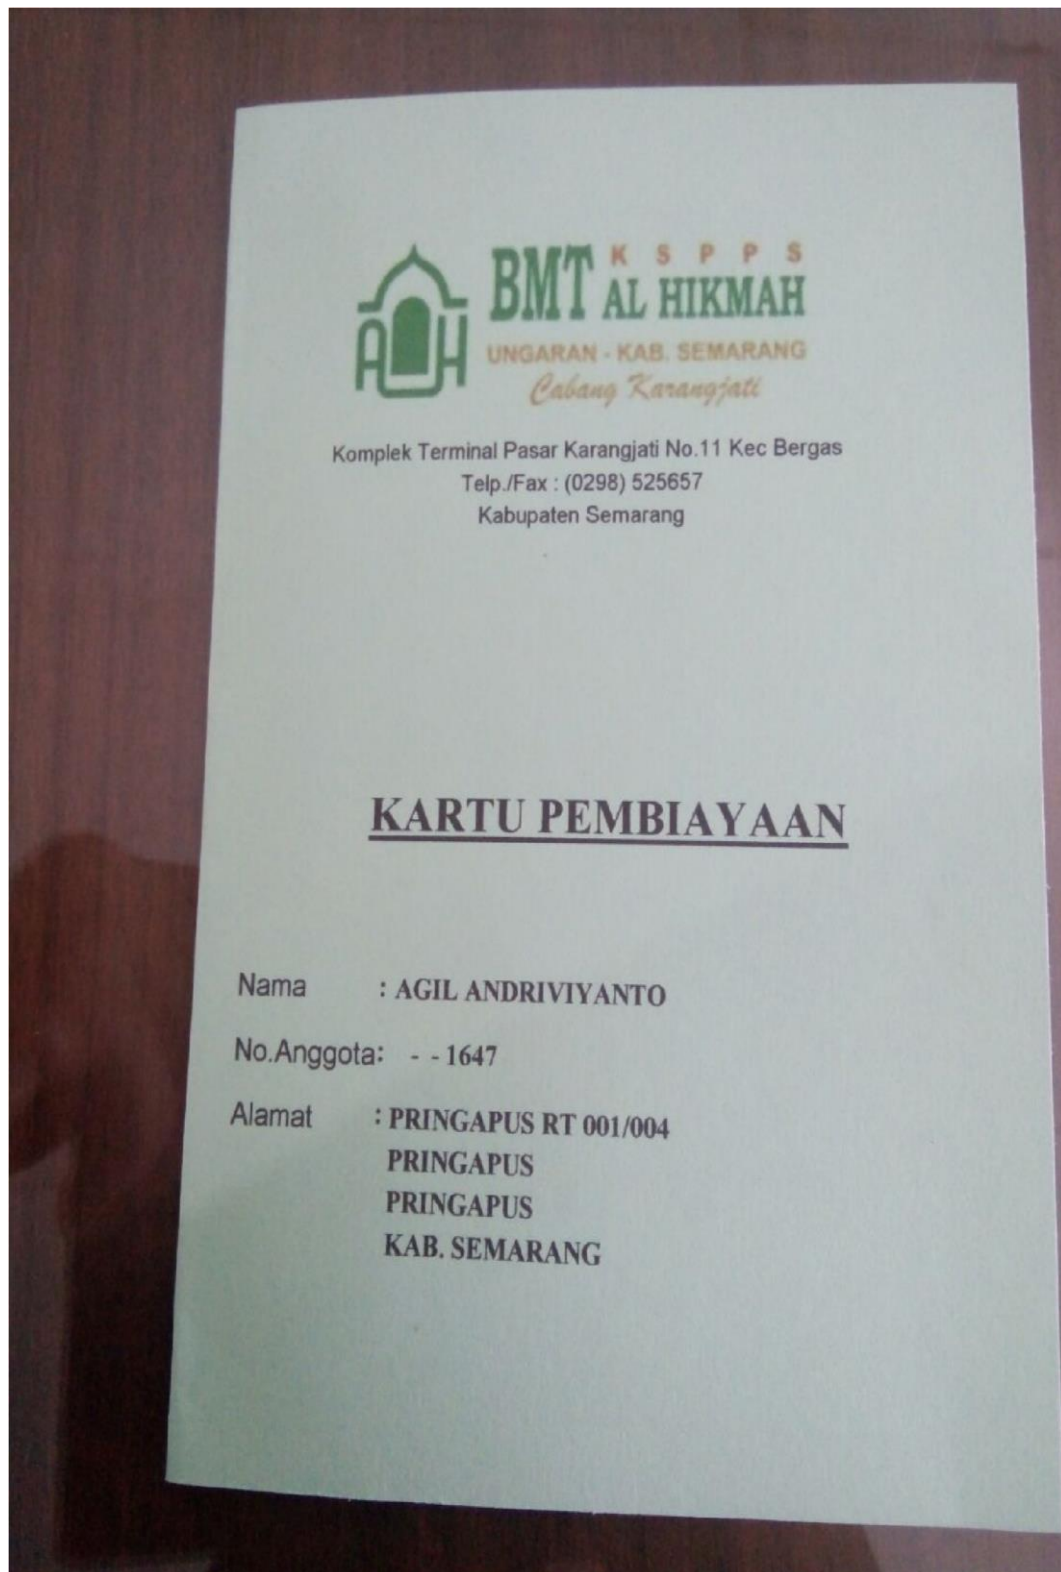 KSPPS
BMT AL HIKMAH
UNGARAN - KAB. SEMARANG
Cabang Karangjati
Komplek Terminal Pasar Karangjati No.11 Kec Bergas
Telp./Fax : (0298) 525657
Kabupaten Semarang
KARTU PEMBIAYAAN
Nama : AGIL ANDRIVIYANTO
No.Anggota: - - 1647
Alamat : PRINGAPUS RT 001/004
PRINGAPUS
PRINGAPUS
KAB. SEMARANG